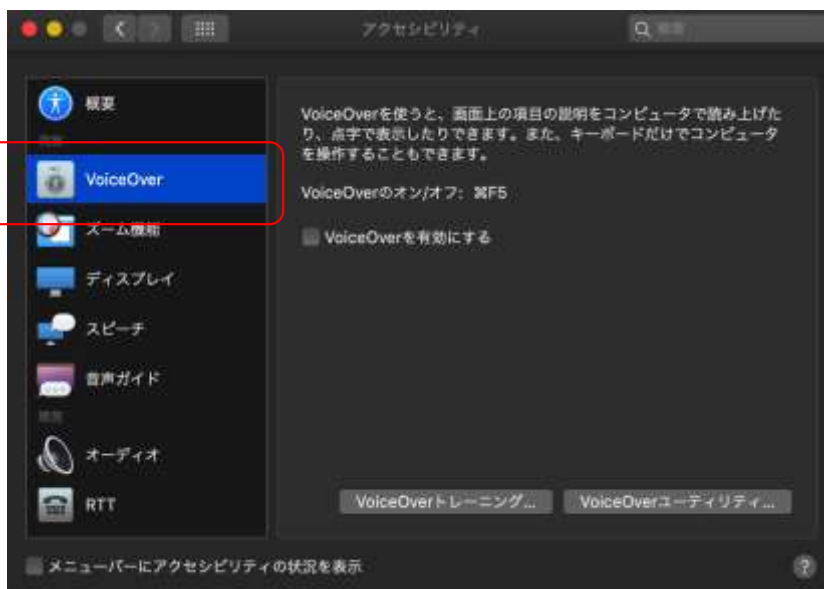 アクセシビリティ
検索
概要
VoiceOver
ズーム機能
ディスプレイ
スピーチ
音声ガイド
オーディオ
RTT
VoiceOverを使うと、画面上の項目の説明をコンピュータで読み上げた
り、点字で表示したりできます。また、キーボードだけでコンピュータ
を操作することもできます。
VoiceOverのオン/オフ: ⌘F5
VoiceOverを有効にする
VoiceOverトレーニング...
VoiceOverユーティリティ...
メニューバーにアクセシビリティの状況を表示
?